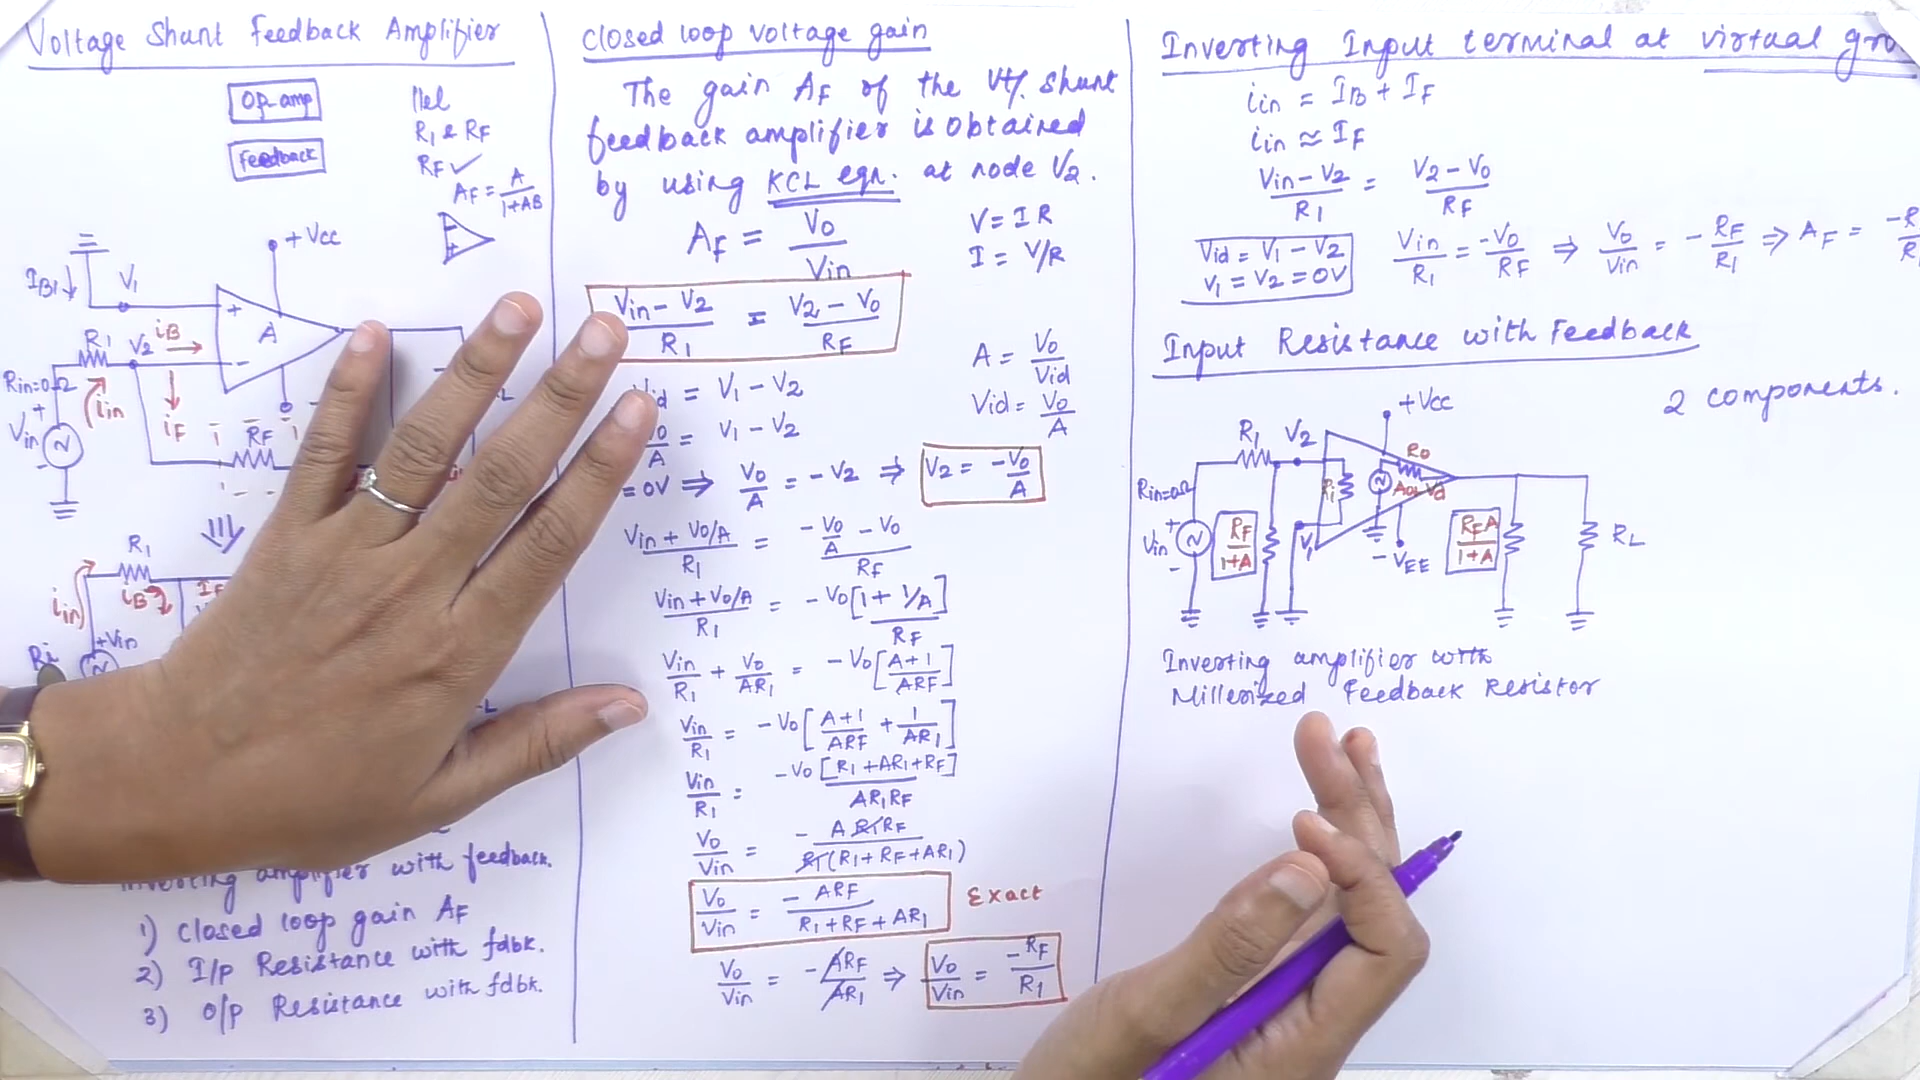 Voltage Shunt Feedback Amplifier
Op-amp
Feedback
||el
R1 & RF
RF ✓
AF = A / 1+AB
+Vcc
IB1 ↓
V1
+
A
-
R1
V2
iB
Rin=0Ω
iin
iF
RF
+
Vin
-
R1
iin
iB
+Vin
amplifier with feedback.
1) Closed loop gain AF
2) I/p Resistance with fdbk.
3) O/p Resistance with fdbk.
Closed loop voltage gain
The gain AF of the Vtg. Shunt
feedback amplifier is obtained
by using KCL eqn. at node V2.
AF = Vo / Vin
V = IR
I = V/R
Vin - V2 / R1 = V2 - Vo / RF
A = Vo / Vid
Vid = Vo / A
= V1 - V2
= V1 - V2
= 0V ⇒ Vo / A = -V2 ⇒ V2 = -Vo / A
Vin + Vo/A / R1 = -Vo/A - Vo / RF
Vin + Vo/A / R1 = -Vo[1 + 1/A] / RF
Vin / R1 + Vo / AR1 = -Vo[A+1 / ARF]
Vin / R1 = -Vo[A+1 / ARF + 1 / AR1]
Vin / R1 = -Vo[R1 + AR1 + RF] / AR1RF
Vo / Vin = - AR1RF / R1(R1 + RF + AR1)
Vo / Vin = -ARF / R1 + RF + AR1 Exact
Vo / Vin = -ARF / AR1 ⇒ Vo / Vin = -RF / R1
Inverting Input terminal at virtual gro
iin = IB + IF
iin ≈ IF
Vin - V2 / R1 = V2 - Vo / RF
Vid = V1 - V2
V1 = V2 = 0V
Vin / R1 = -Vo / RF ⇒ Vo / Vin = -RF / R1 ⇒ AF = -R
Input Resistance with Feedback
2 components.
+Vcc
R1
V2
Ro
Rin=0Ω
Ri
+
Vin
-
RF / 1+A
V1
-VEE
RFA / 1+A
RL
Inverting amplifier with
Millerized Feedback Resistor